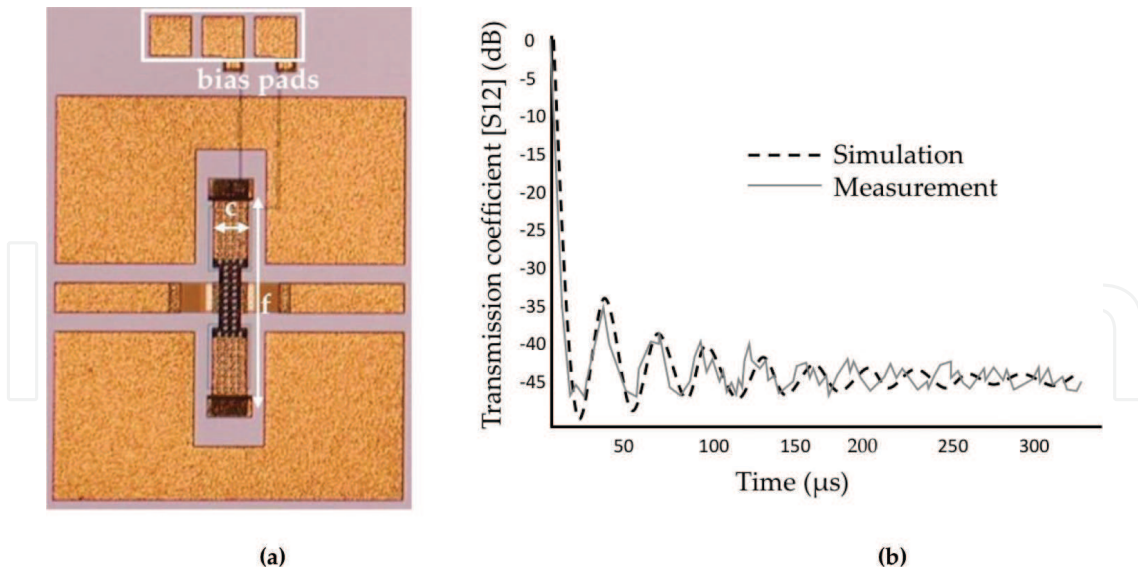 bias pads
c
f
(a)
Transmission coefficient [S12] (dB)
0
-5
-10
-15
-20
-25
-30
-35
-40
-45
Simulation
Measurement
50
100
150
200
250
300
Time (μs)
(b)